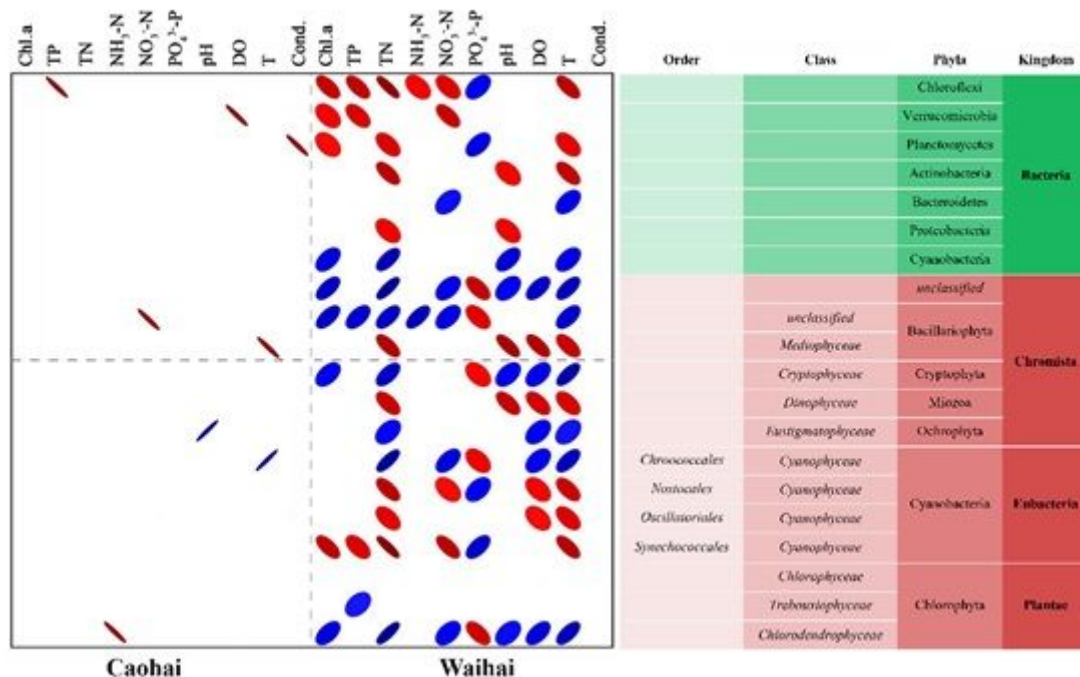 Chl.a TP TN NH₃-N NO₃⁻-N PO₄³⁻-P pH DO T Cond. Chl.a TP TN NH₃-N NO₃⁻-N PO₄³⁻-P pH DO T Cond.
Order Class Phyla Kingdom
Chloroflexi
Verrucomicrobia
Planctomycetes
Actinobacteria Bacteria
Bacteroidetes
Proteobacteria
Cyanobacteria
unclassified
unclassified
Bacillariophyta
Mediophyceae
Chromista
Cryptophyceae Cryptophyta
Dinophyceae Miozoa
Eustigmatophyceae Ochrophyta
Chroococcales Cyanophyceae
Nostocales Cyanophyceae
Cyanobacteria Eubacteria
Oscillatoriales Cyanophyceae
Synechococcales Cyanophyceae
Chlorophyceae
Trebouxiophyceae Chlorophyta Plantae
Chlorodendrophyceae
Caohai Waihai